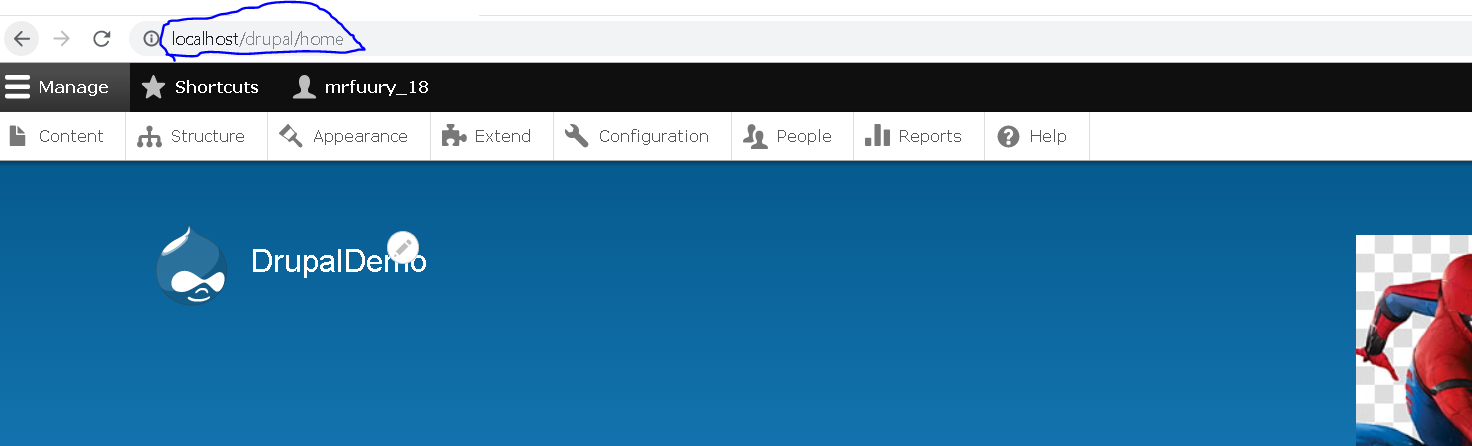 localhost/drupal/home
Manage Shortcuts mrfuury_18
Content Structure Appearance Extend Configuration People Reports Help
DrupalDemo